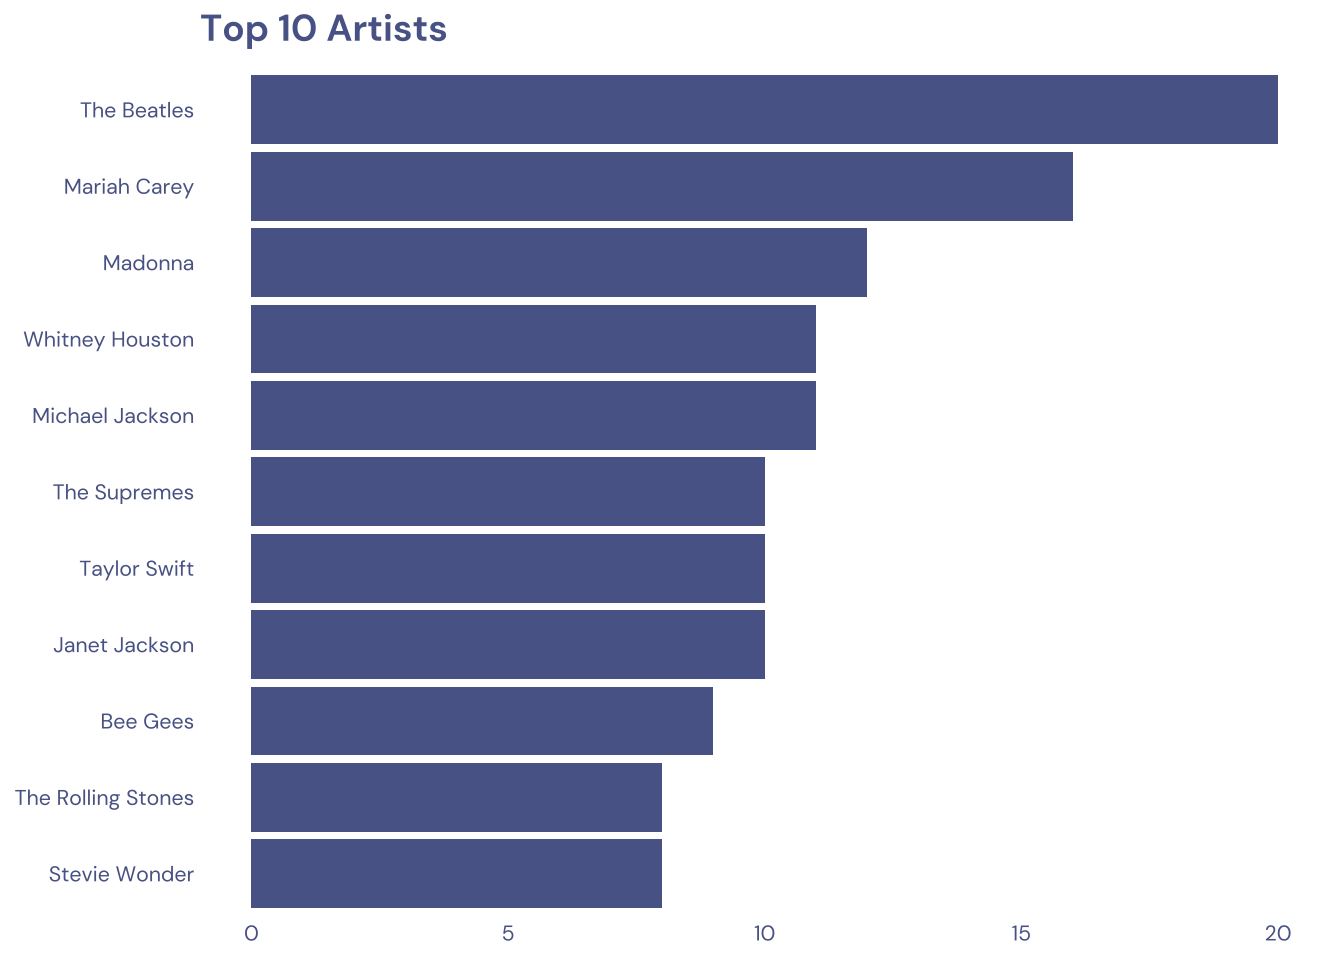 Top 10 Artists
The Beatles
Mariah Carey
Madonna
Whitney Houston
Michael Jackson
The Supremes
Taylor Swift
Janet Jackson
Bee Gees
The Rolling Stones
Stevie Wonder
0 5 10 15 20